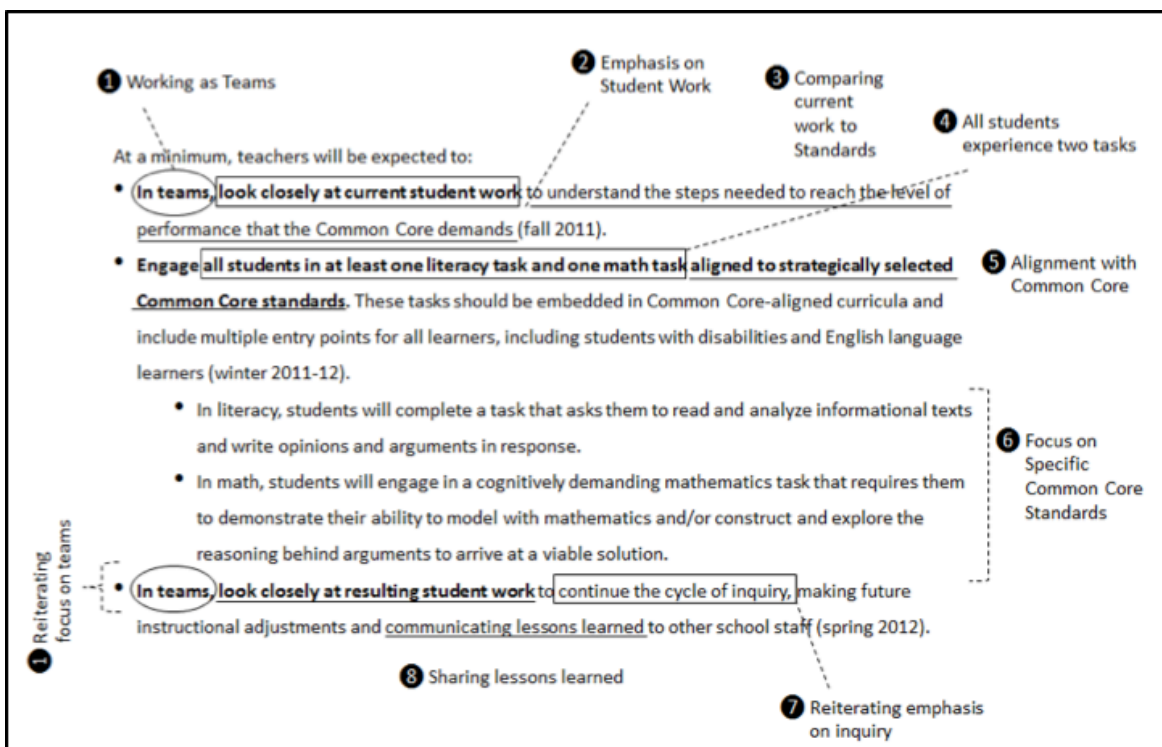 ❶ Working as Teams
❷ Emphasis on
Student Work
❸ Comparing
current
work to
Standards
❹ All students
experience two tasks
At a minimum, teachers will be expected to:
• In teams, look closely at current student work to understand the steps needed to reach the level of
performance that the Common Core demands (fall 2011).
• Engage all students in at least one literacy task and one math task aligned to strategically selected
Common Core standards. These tasks should be embedded in Common Core-aligned curricula and
include multiple entry points for all learners, including students with disabilities and English language
learners (winter 2011-12).
❺ Alignment with
Common Core
• In literacy, students will complete a task that asks them to read and analyze informational texts
and write opinions and arguments in response.
• In math, students will engage in a cognitively demanding mathematics task that requires them
to demonstrate their ability to model with mathematics and/or construct and explore the
reasoning behind arguments to arrive at a viable solution.
❻ Focus on
Specific
Common Core
Standards
❶ Reiterating
focus on teams
• In teams, look closely at resulting student work to continue the cycle of inquiry, making future
instructional adjustments and communicating lessons learned to other school staff (spring 2012).
❽ Sharing lessons learned
❼ Reiterating emphasis
on inquiry